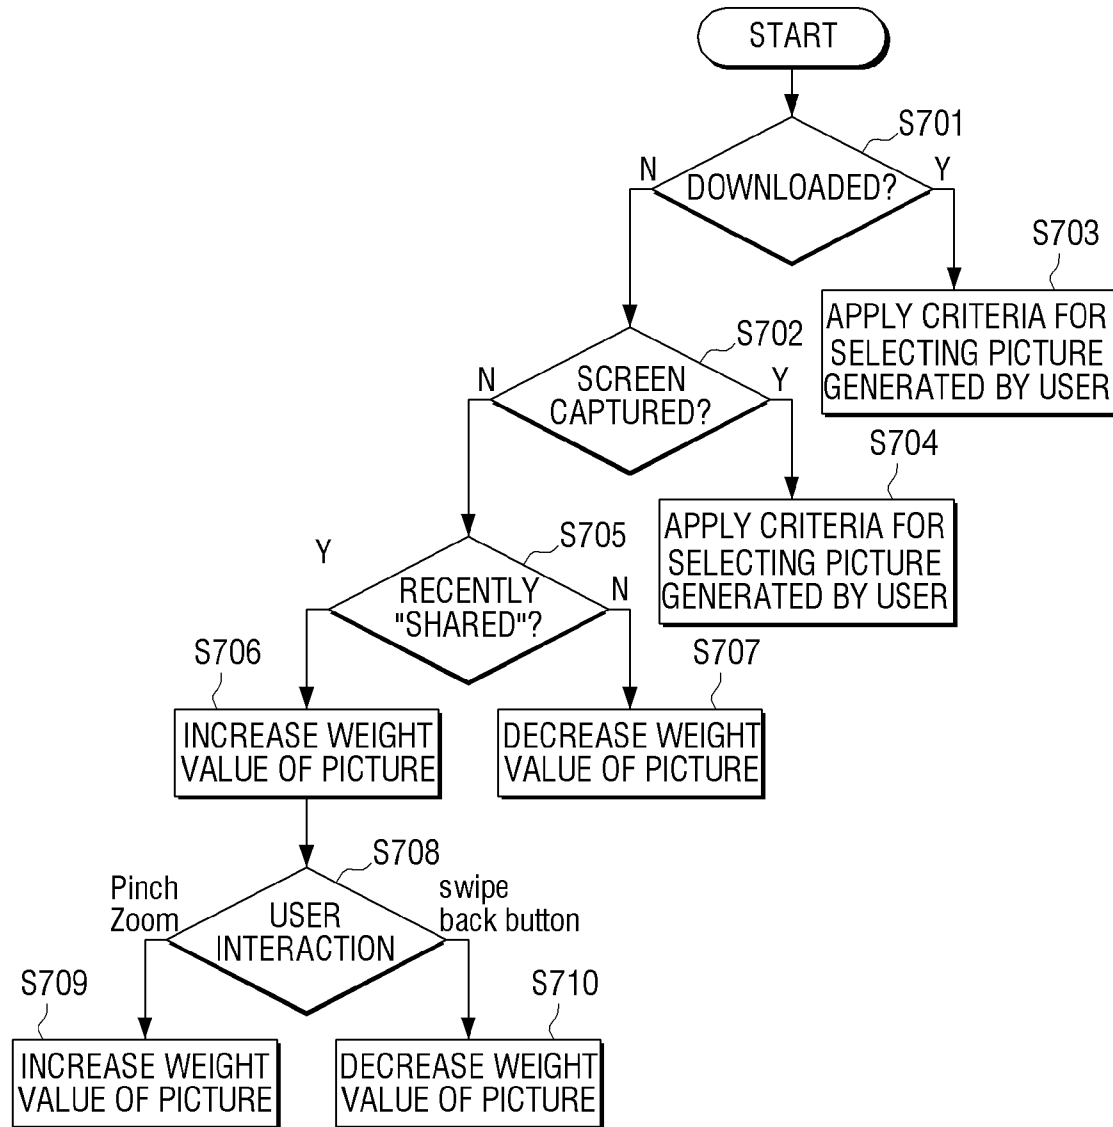 START
S701
N
Y
DOWNLOADED?
S703
APPLY CRITERIA FOR
SELECTING PICTURE
GENERATED BY USER
S702
N
Y
SCREEN
CAPTURED?
S704
APPLY CRITERIA FOR
SELECTING PICTURE
GENERATED BY USER
S705
Y
N
RECENTLY
"SHARED"?
S706
INCREASE WEIGHT
VALUE OF PICTURE
S707
DECREASE WEIGHT
VALUE OF PICTURE
S708
Pinch
Zoom
USER
INTERACTION
swipe
back button
S709
INCREASE WEIGHT
VALUE OF PICTURE
S710
DECREASE WEIGHT
VALUE OF PICTURE